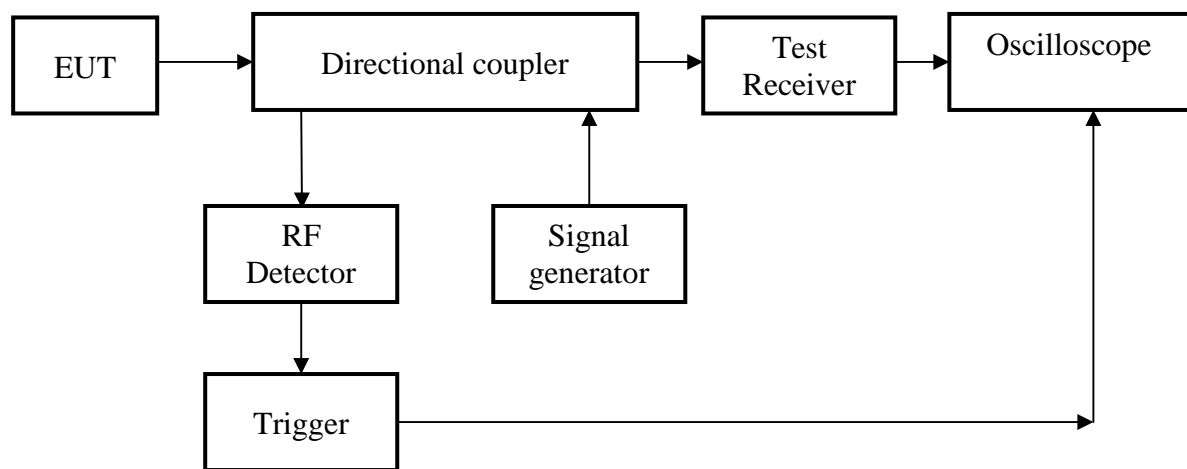 EUT
Directional coupler
Test
Receiver
Oscilloscope
RF
Detector
Signal
generator
Trigger